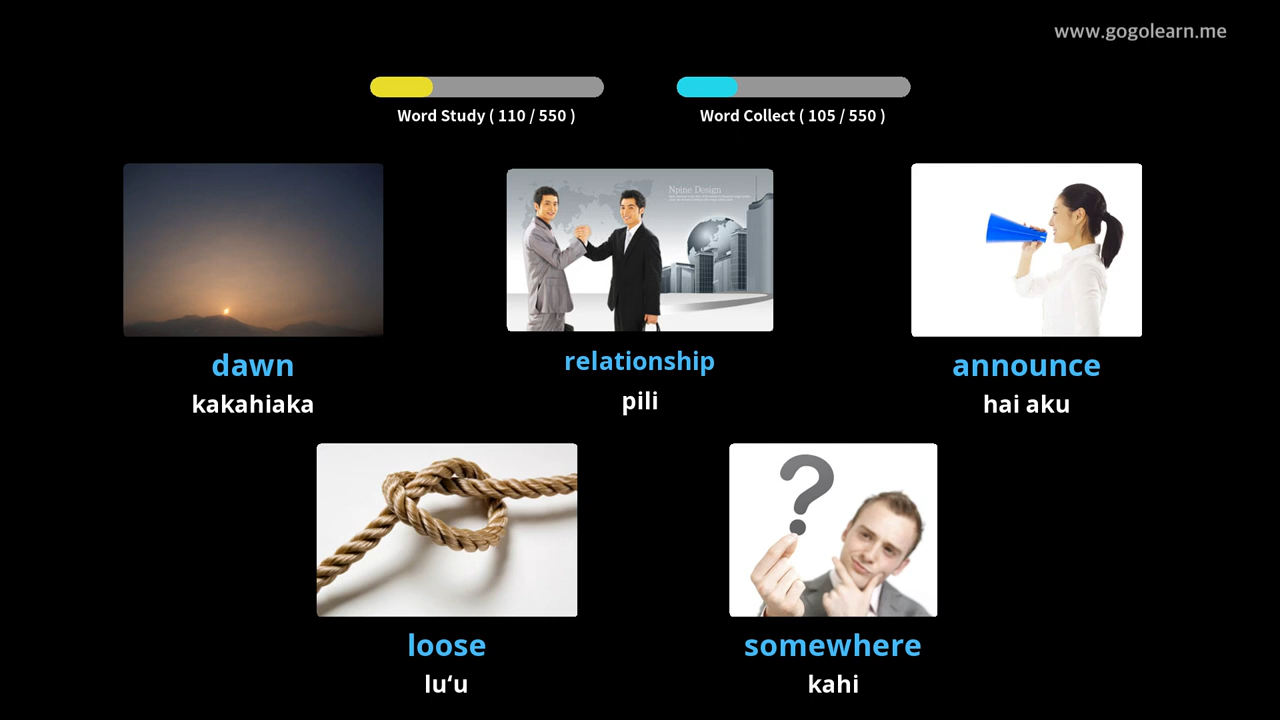 www.gogolearn.me
Word Study ( 110 / 550 )
Word Collect ( 105 / 550 )
Npine Design
dawn
relationship
announce
kakahiaka
pili
hai aku
?
loose
somewhere
luʻu
kahi